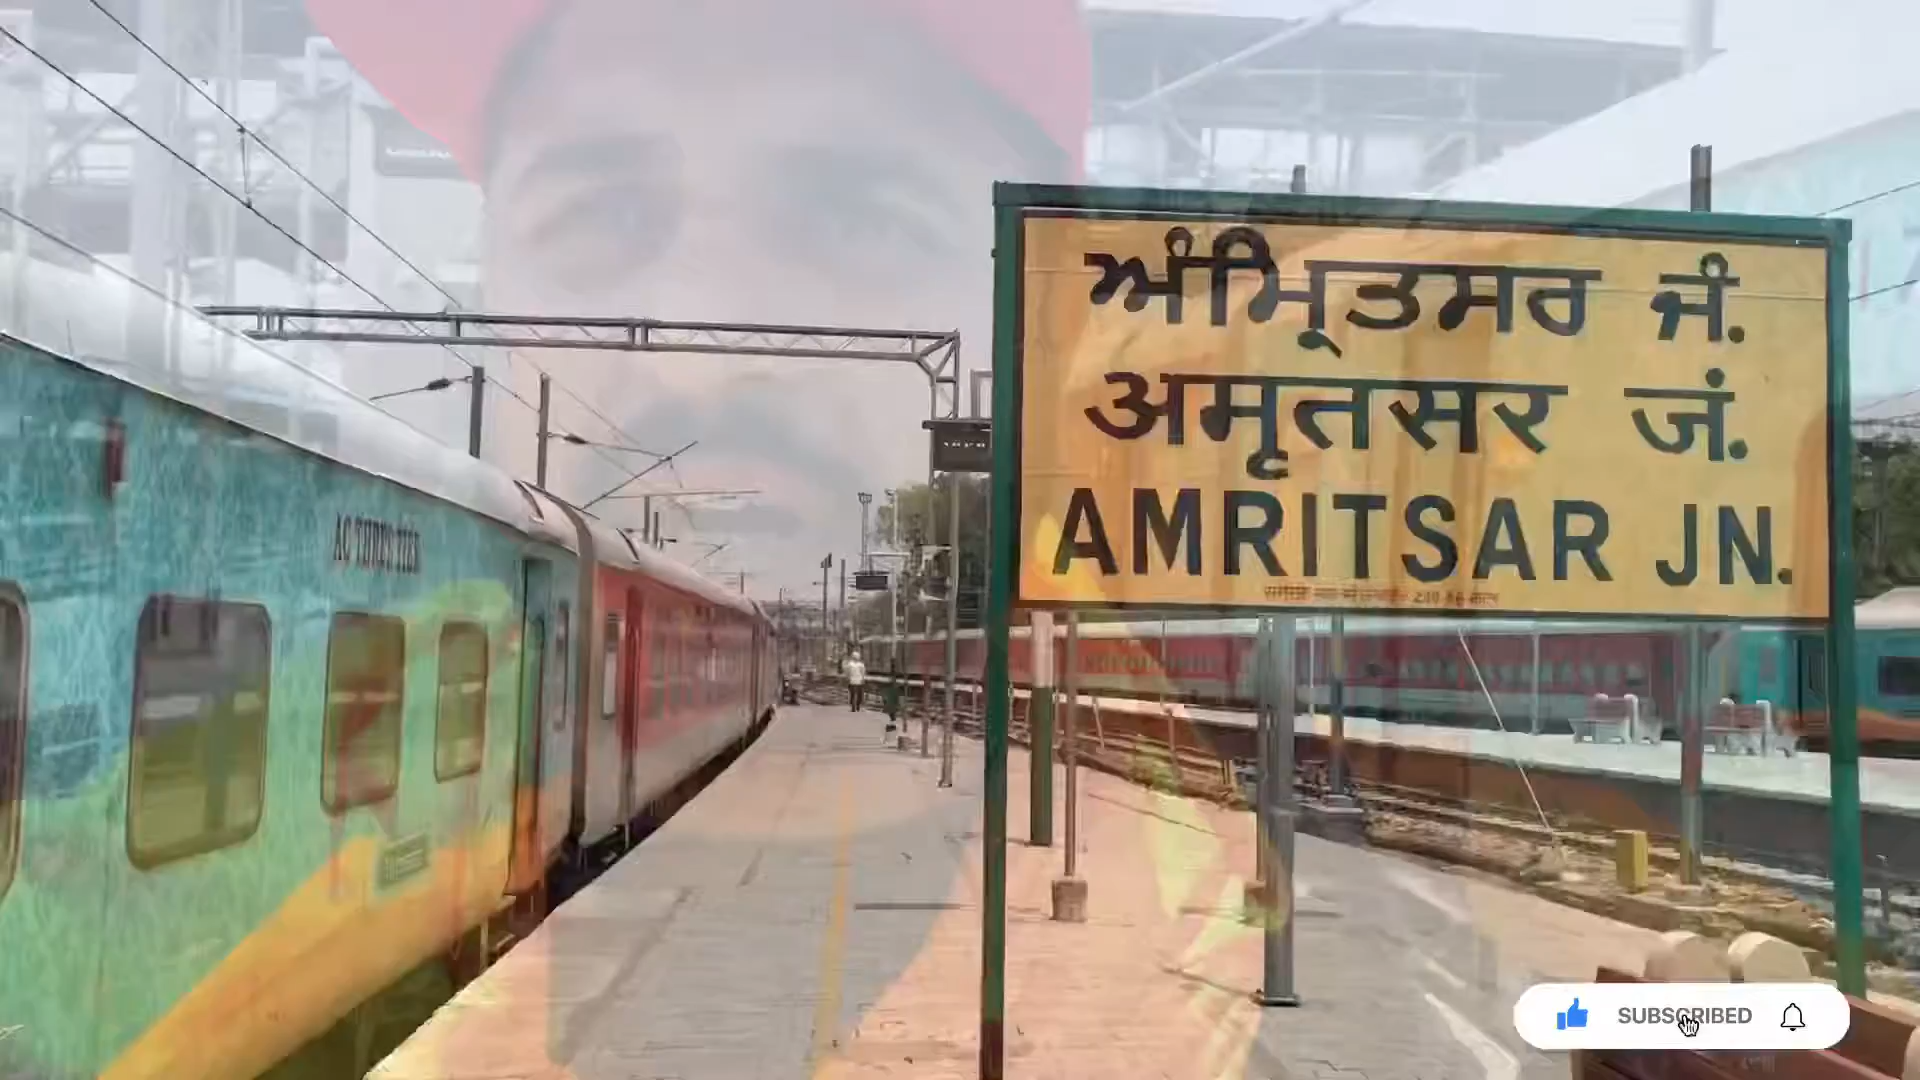 ਅੰਮ੍ਰਿਤਸਰ ਜੰ.
अमृतसर जं.
AMRITSAR JN.
AC THREE TIER
SUBSCRIBED